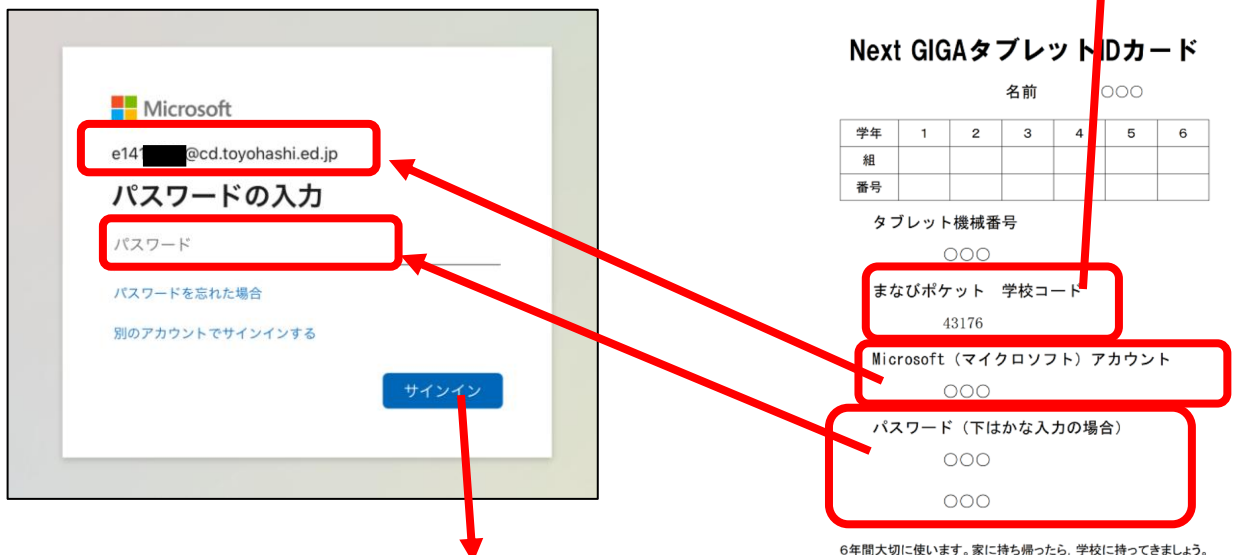 Microsoft
e141 @cd.toyohashi.ed.jp
パスワードの入力
パスワード
パスワードを忘れた場合
別のアカウントでサインインする
サインイン
Next GIGAタブレットIDカード
名前 ○○○
学年 1 2 3 4 5 6
組
番号
タブレット機械番号
○○○
まなびポケット 学校コード
43176
Microsoft（マイクロソフト）アカウント
○○○
パスワード（下はかな入力の場合）
○○○
○○○
6年間大切に使います。家に持ち帰ったら，学校に持ってきましょう。